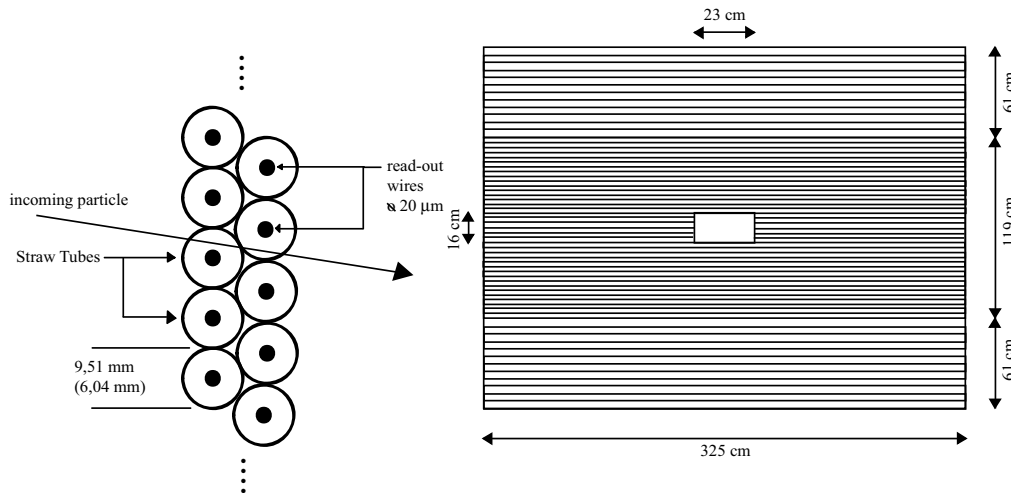 incoming particle
Straw Tubes
9,51 mm
(6,04 mm)
read-out
wires
ᴓ 20 µm
23 cm
16 cm
61 cm
119 cm
61 cm
325 cm